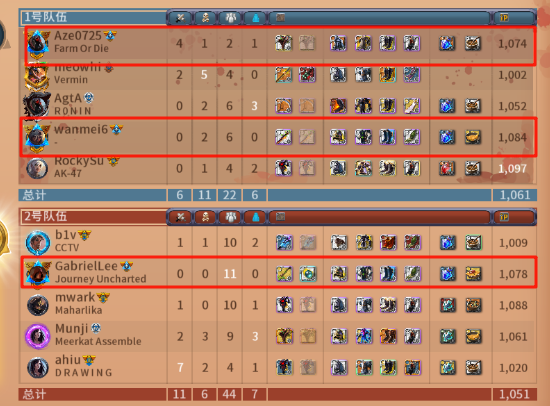 1号队伍
Aze0725 4 1 2 1 1,074
Farm Or Die
meowhi 2 5 4 0 1,002
Vermin
AgtA 0 2 6 3 1,052
RONIN
wanmei6 0 2 6 0 1,084
RockySu 0 1 4 2 1,097
AK-47
总计 6 11 22 6 1,061
2号队伍
b1v 1 1 10 2 1,009
CCTV
GabrielLee 0 0 11 0 1,078
Journey Uncharted
mwark 1 0 10 1 1,088
Maharlika
Munji 2 3 9 3 1,061
Meerkat Assemble
ahiu 7 2 4 1 1,020
DRAWING
总计 11 6 44 7 1,051